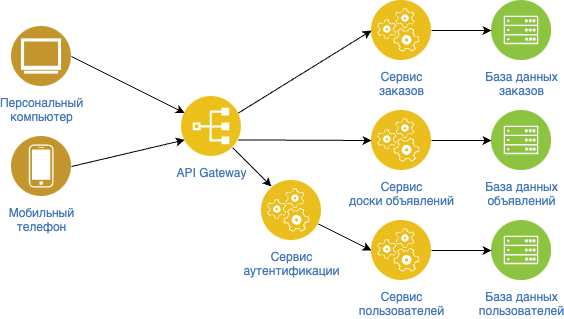 Персональный
компьютер
Мобильный
телефон
API Gateway
Сервис
аутентификации
Сервис
заказов
База данных
заказов
Сервис
доски объявлений
База данных
объявлений
Сервис
пользователей
База данных
пользователей